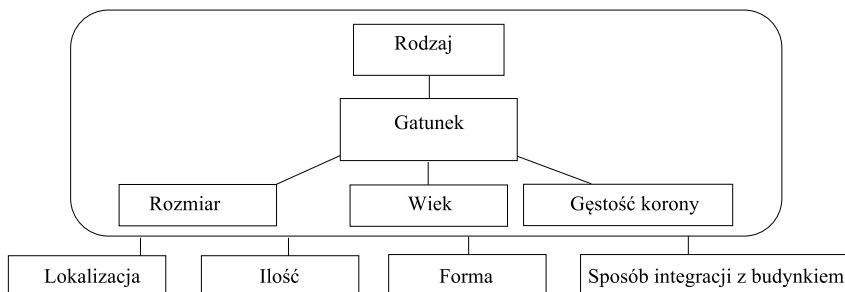 Rodzaj
Gatunek
Rozmiar
Wiek
Gęstość korony
Lokalizacja
Ilość
Forma
Sposób integracji z budynkiem